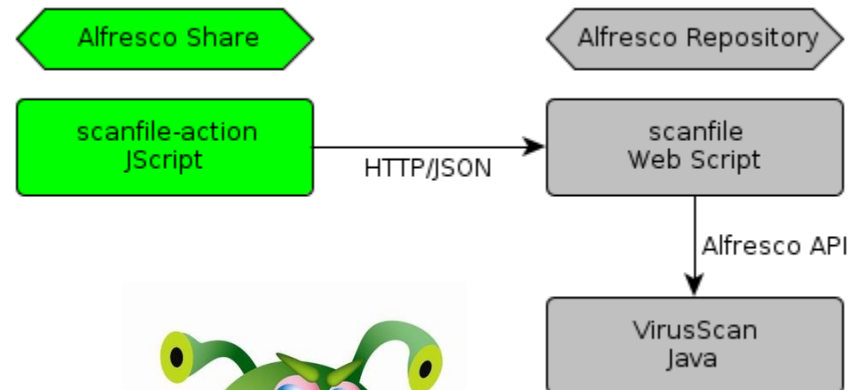 Alfresco Share
Alfresco Repository
scanfile-action
JScript
HTTP/JSON
scanfile
Web Script
Alfresco API
VirusScan
Java